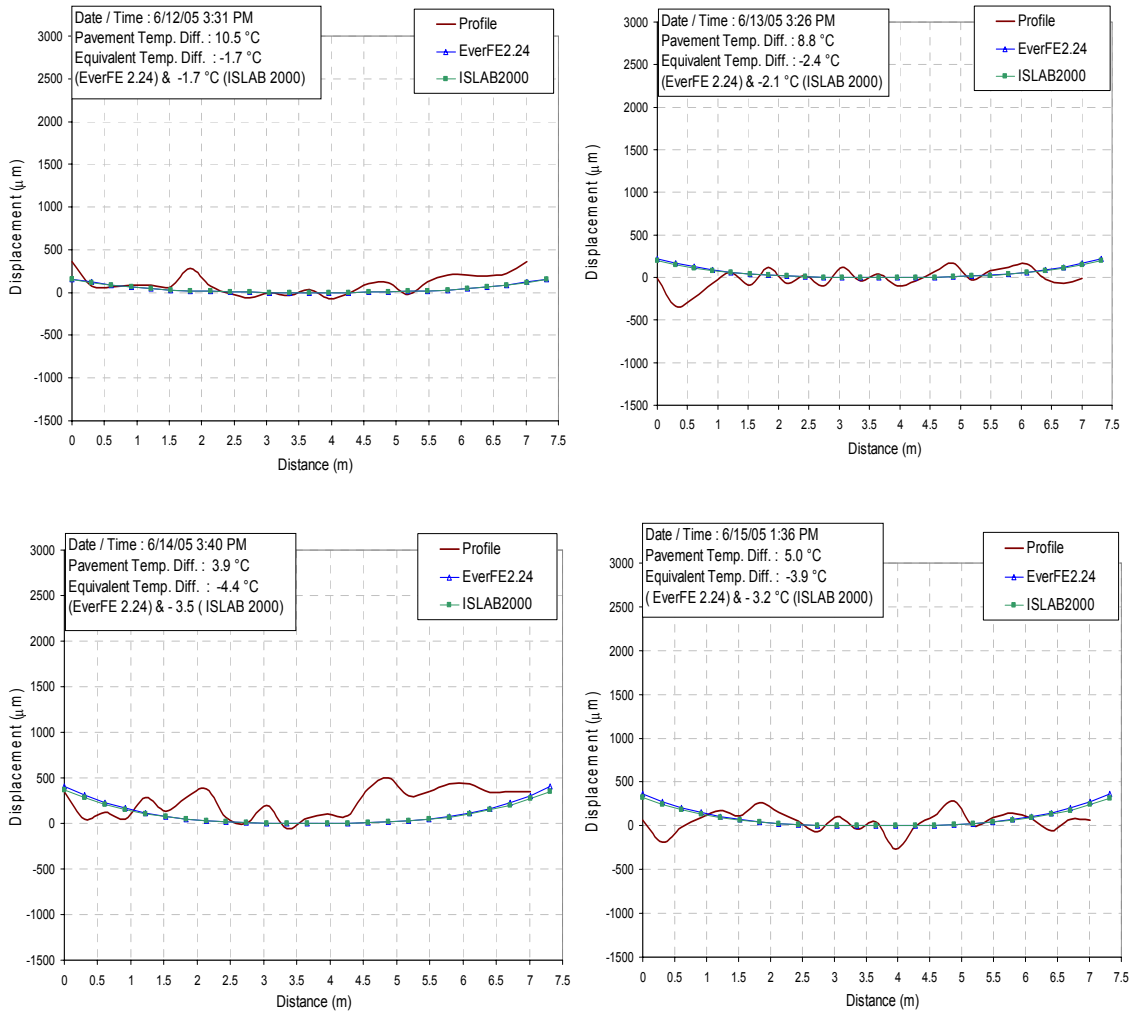 Date / Time : 6/12/05 3:31 PM
Pavement Temp. Diff. : 10.5 °C
Equivalent Temp. Diff. : -1.7 °C
(EverFE 2.24) & -1.7 °C (ISLAB 2000)
Profile
EverFE2.24
ISLAB2000
3000
2500
2000
1500
1000
500
0
-500
-1000
-1500
Displacement (μm)
0 0.5 1 1.5 2 2.5 3 3.5 4 4.5 5 5.5 6 6.5 7 7.5
Distance (m)
Date / Time : 6/13/05 3:26 PM
Pavement Temp. Diff. : 8.8 °C
Equivalent Temp. Diff. : -2.4 °C
(EverFE 2.24) & -2.1 °C (ISLAB 2000)
Profile
EverFE2.24
ISLAB2000
3000
2500
2000
1500
1000
500
0
-500
-1000
-1500
Displacement (μm)
0 0.5 1 1.5 2 2.5 3 3.5 4 4.5 5 5.5 6 6.5 7 7.5
Distance (m)
Date / Time : 6/14/05 3:40 PM
Pavement Temp. Diff. : 3.9 °C
Equivalent Temp. Diff. : -4.4 °C
(EverFE 2.24) & - 3.5 ( ISLAB 2000)
Profile
EverFE2.24
ISLAB2000
3000
2500
2000
1500
1000
500
0
-500
-1000
-1500
Displacement (μm)
0 0.5 1 1.5 2 2.5 3 3.5 4 4.5 5 5.5 6 6.5 7 7.5
Distance (m)
Date / Time : 6/15/05 1:36 PM
Pavement Temp. Diff. : 5.0 °C
Equivalent Temp. Diff. : -3.9 °C
( EverFE 2.24) & - 3.2 °C (ISLAB 2000)
Profile
EverFE2.24
ISLAB2000
3000
2500
2000
1500
1000
500
0
-500
-1000
-1500
Displacement (μm)
0 0.5 1 1.5 2 2.5 3 3.5 4 4.5 5 5.5 6 6.5 7 7.5
Distance (m)